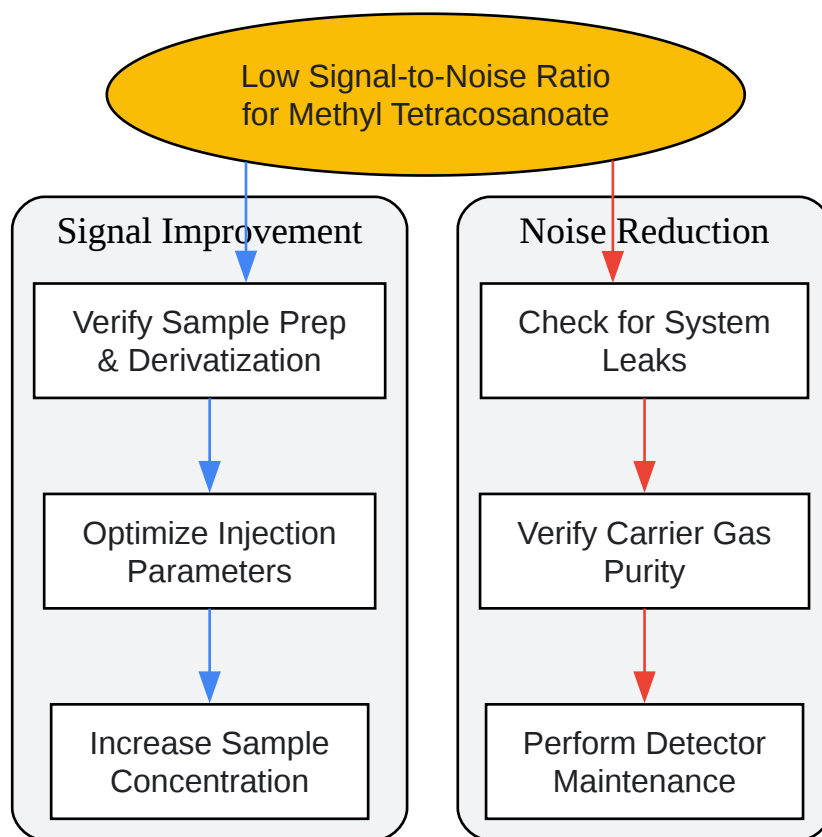 Low Signal-to-Noise Ratio
for Methyl Tetracosanoate
Signal Improvement
Verify Sample Prep
& Derivatization
Optimize Injection
Parameters
Increase Sample
Concentration
Noise Reduction
Check for System
Leaks
Verify Carrier Gas
Purity
Perform Detector
Maintenance